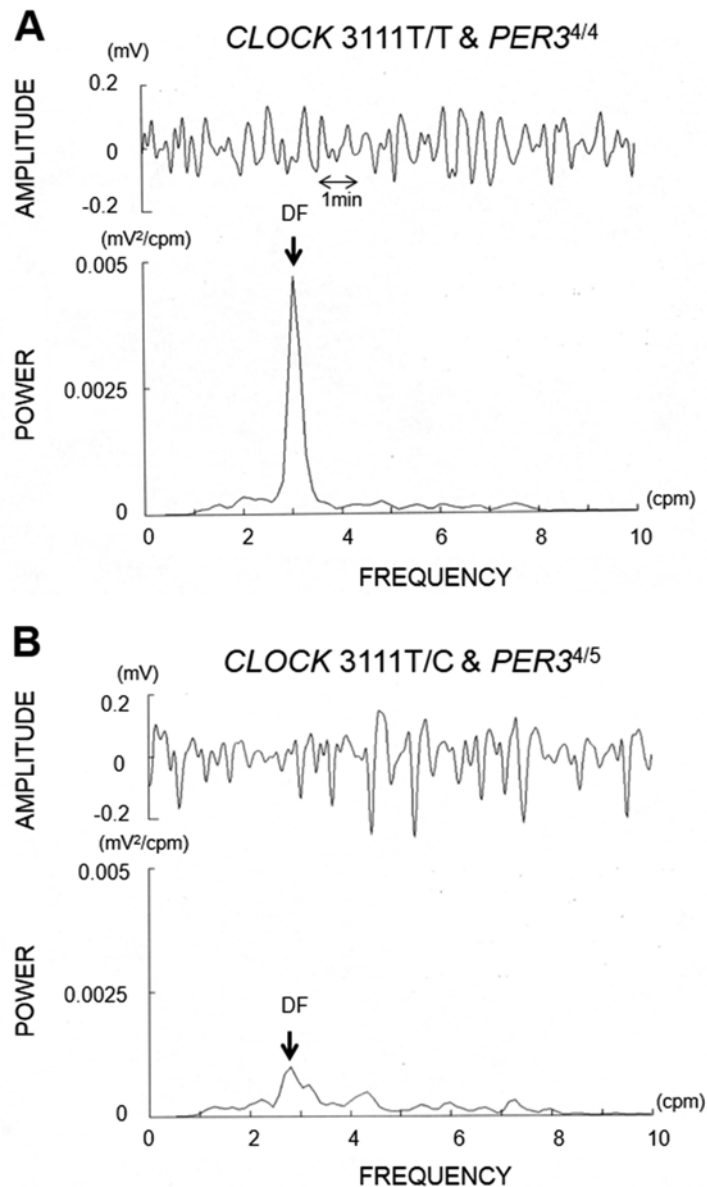 A
CLOCK 3111T/T & PER3^4/4
(mV)
AMPLITUDE
0.2
0
-0.2
1min
DF
(mV²/cpm)
POWER
0.005
0.0025
0
(cpm)
0 2 4 6 8 10
FREQUENCY
B
CLOCK 3111T/C & PER3^4/5
(mV)
AMPLITUDE
0.2
0
-0.2
(mV²/cpm)
POWER
0.005
0.0025
0
DF
(cpm)
0 2 4 6 8 10
FREQUENCY